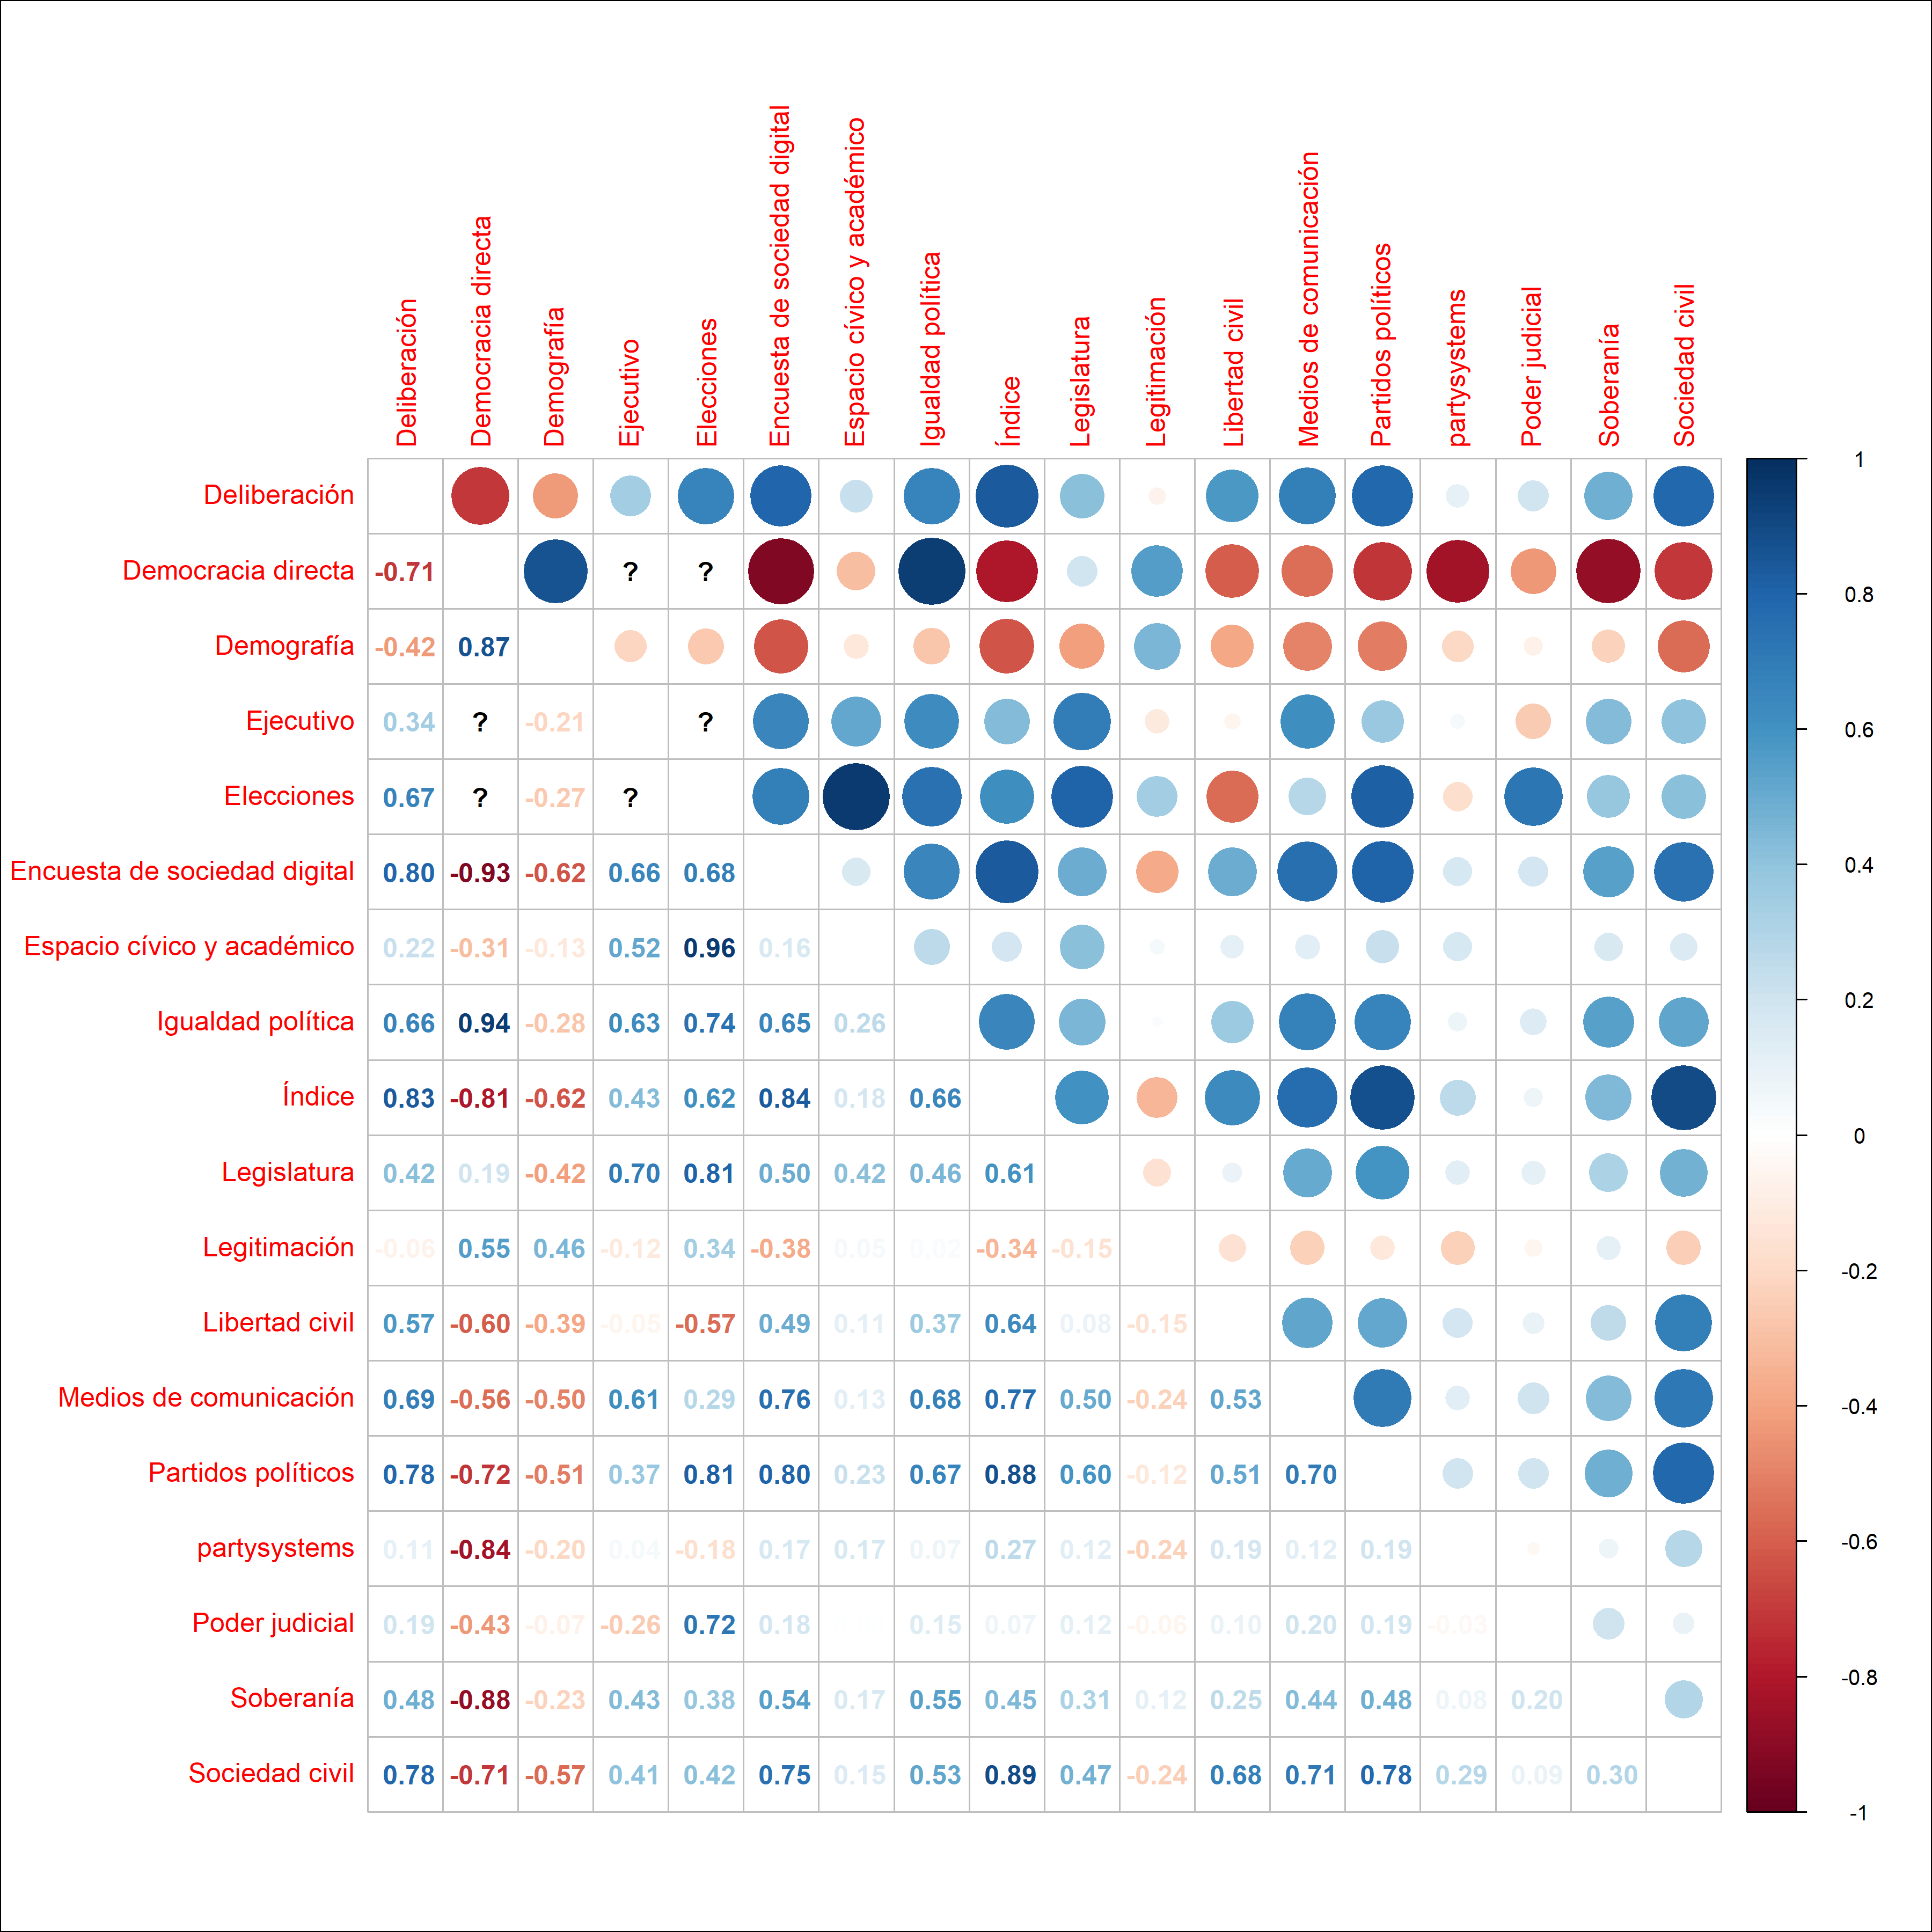 Deliberación
Democracia directa
Demografía
Ejecutivo
Elecciones
Encuesta de sociedad digital
Espacio cívico y académico
Igualdad política
Índice
Legislatura
Legitimación
Libertad civil
Medios de comunicación
Partidos políticos
partysystems
Poder judicial
Soberanía
Sociedad civil
Deliberación
Democracia directa -0.71 ? ?
Demografía -0.42 0.87
Ejecutivo 0.34 ? -0.21 ?
Elecciones 0.67 ? -0.27 ?
Encuesta de sociedad digital 0.80 -0.93 -0.62 0.66 0.68
Espacio cívico y académico 0.22 -0.31 -0.13 0.52 0.96 0.16
Igualdad política 0.66 0.94 -0.28 0.63 0.74 0.65 0.26
Índice 0.83 -0.81 -0.62 0.43 0.62 0.84 0.18 0.66
Legislatura 0.42 0.19 -0.42 0.70 0.81 0.50 0.42 0.46 0.61
Legitimación -0.06 0.55 0.46 -0.12 0.34 -0.38 0.05 0.02 -0.34 -0.15
Libertad civil 0.57 -0.60 -0.39 -0.05 -0.57 0.49 0.11 0.37 0.64 0.08 -0.15
Medios de comunicación 0.69 -0.56 -0.50 0.61 0.29 0.76 0.13 0.68 0.77 0.50 -0.24 0.53
Partidos políticos 0.78 -0.72 -0.51 0.37 0.81 0.80 0.23 0.67 0.88 0.60 -0.12 0.51 0.70
partysystems 0.11 -0.84 -0.20 0.04 -0.18 0.17 0.17 0.07 0.27 0.12 -0.24 0.19 0.12 0.19
Poder judicial 0.19 -0.43 -0.07 -0.26 0.72 0.18 0.15 0.07 0.12 -0.06 0.10 0.20 0.19 -0.03
Soberanía 0.48 -0.88 -0.23 0.43 0.38 0.54 0.17 0.55 0.45 0.31 0.12 0.25 0.44 0.48 0.08 0.20
Sociedad civil 0.78 -0.71 -0.57 0.41 0.42 0.75 0.15 0.53 0.89 0.47 -0.24 0.68 0.71 0.78 0.29 0.09 0.30
1
0.8
0.6
0.4
0.2
0
-0.2
-0.4
-0.6
-0.8
-1